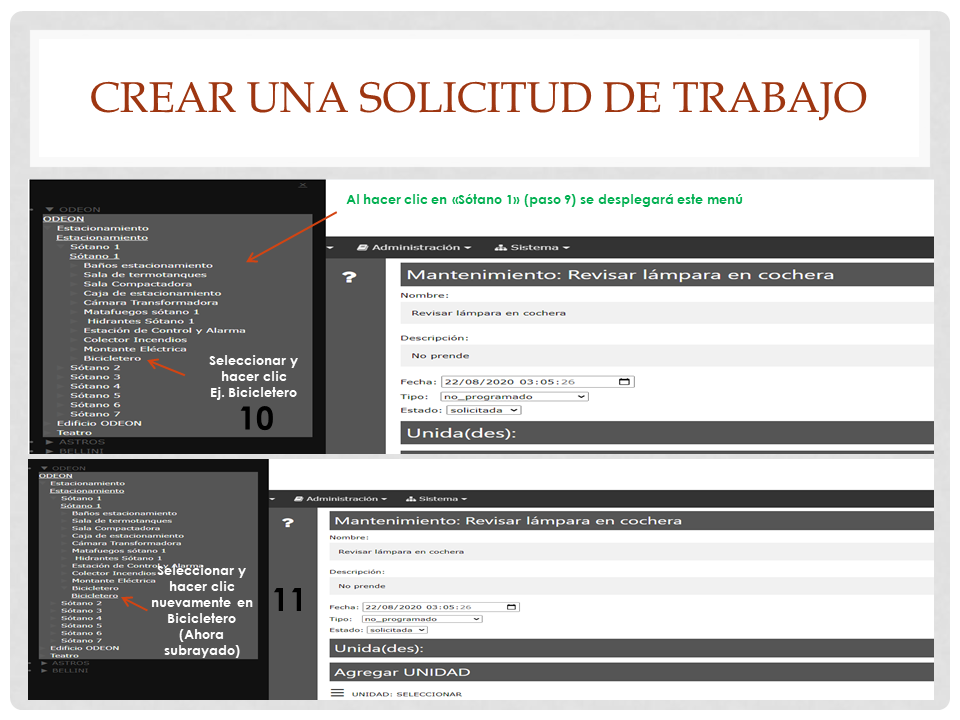 CREAR UNA SOLICITUD DE TRABAJO
Al hacer clic en «Sótano 1» (paso 9) se desplegará este menú
ODEON
ODEON
Estacionamiento
Estacionamiento
Sótano 1
Sótano 1
Baños estacionamiento
Sala de termotanques
Sala Compactadora
Caja de estacionamiento
Cámara Transformadora
Matafuegos sótano 1
Hidrantes Sótano 1
Estación de Control y Alarma
Colector Incendios
Montante Eléctrica
Bicicletero
Sótano 2
Sótano 3
Sótano 4
Sótano 5
Sótano 6
Sótano 7
Edificio ODEON
Teatro
ASTROS
BELLINI
Seleccionar y
hacer clic
Ej. Bicicletero
10
Administración Sistema
?
Mantenimiento: Revisar lámpara en cochera
Nombre:
Revisar lámpara en cochera
Descripción:
No prende
Fecha: 22/08/2020 03:05:26
Tipo: no_programado
Estado: solicitada
Unida(des):
ODEON
ODEON
Estacionamiento
Estacionamiento
Sótano 1
Sótano 1
Baños estacionamiento
Sala de termotanques
Sala Compactadora
Caja de estacionamiento
Cámara Transformadora
Matafuegos sótano 1
Hidrantes Sótano 1
Estación de Control y Alarma
Colector Incendios
Montante Eléctrica
Bicicletero
Bicicletero
Sótano 2
Sótano 3
Sótano 4
Sótano 5
Sótano 6
Sótano 7
Edificio ODEON
Teatro
ASTROS
BELLINI
Seleccionar y
hacer clic
nuevamente en
Bicicletero
(Ahora
subrayado)
11
Administración Sistema
?
Mantenimiento: Revisar lámpara en cochera
Nombre:
Revisar lámpara en cochera
Descripción:
No prende
Fecha: 22/08/2020 03:05:26
Tipo: no_programado
Estado: solicitada
Unida(des):
Agregar UNIDAD
UNIDAD: SELECCIONAR